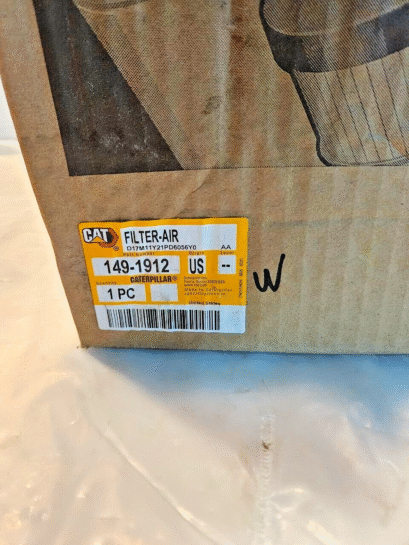 CAT FILTER-AIR
D17M11Y21PD6056Y0 AA
149-1912 US --
CATERPILLAR®
1 PC
W